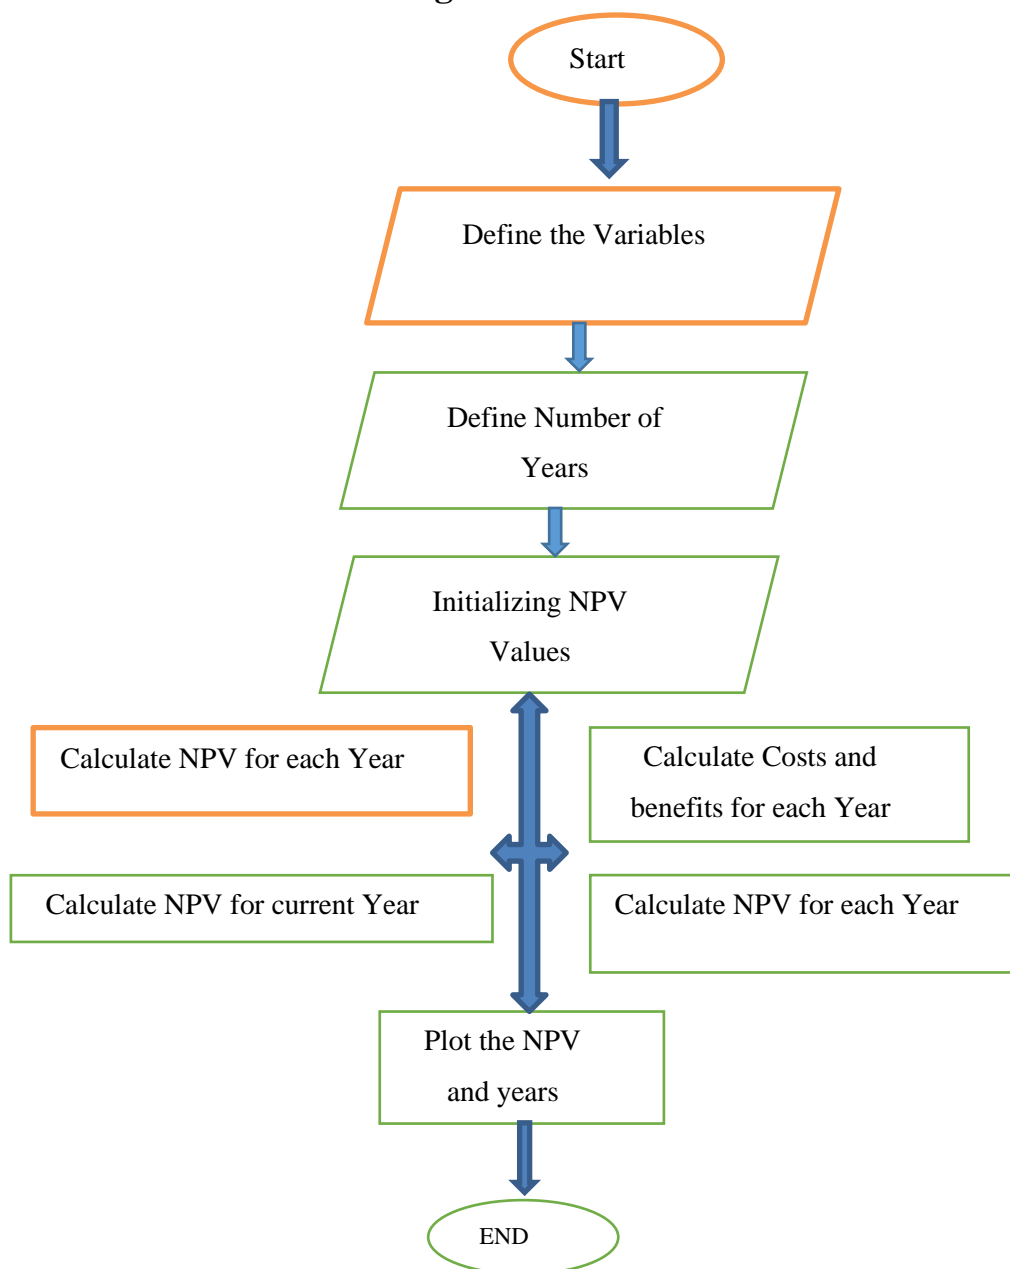 Start
Define the Variables
Define Number of
Years
Initializing NPV
Values
Calculate NPV for each Year
Calculate Costs and
benefits for each Year
Calculate NPV for current Year
Calculate NPV for each Year
Plot the NPV
and years
END